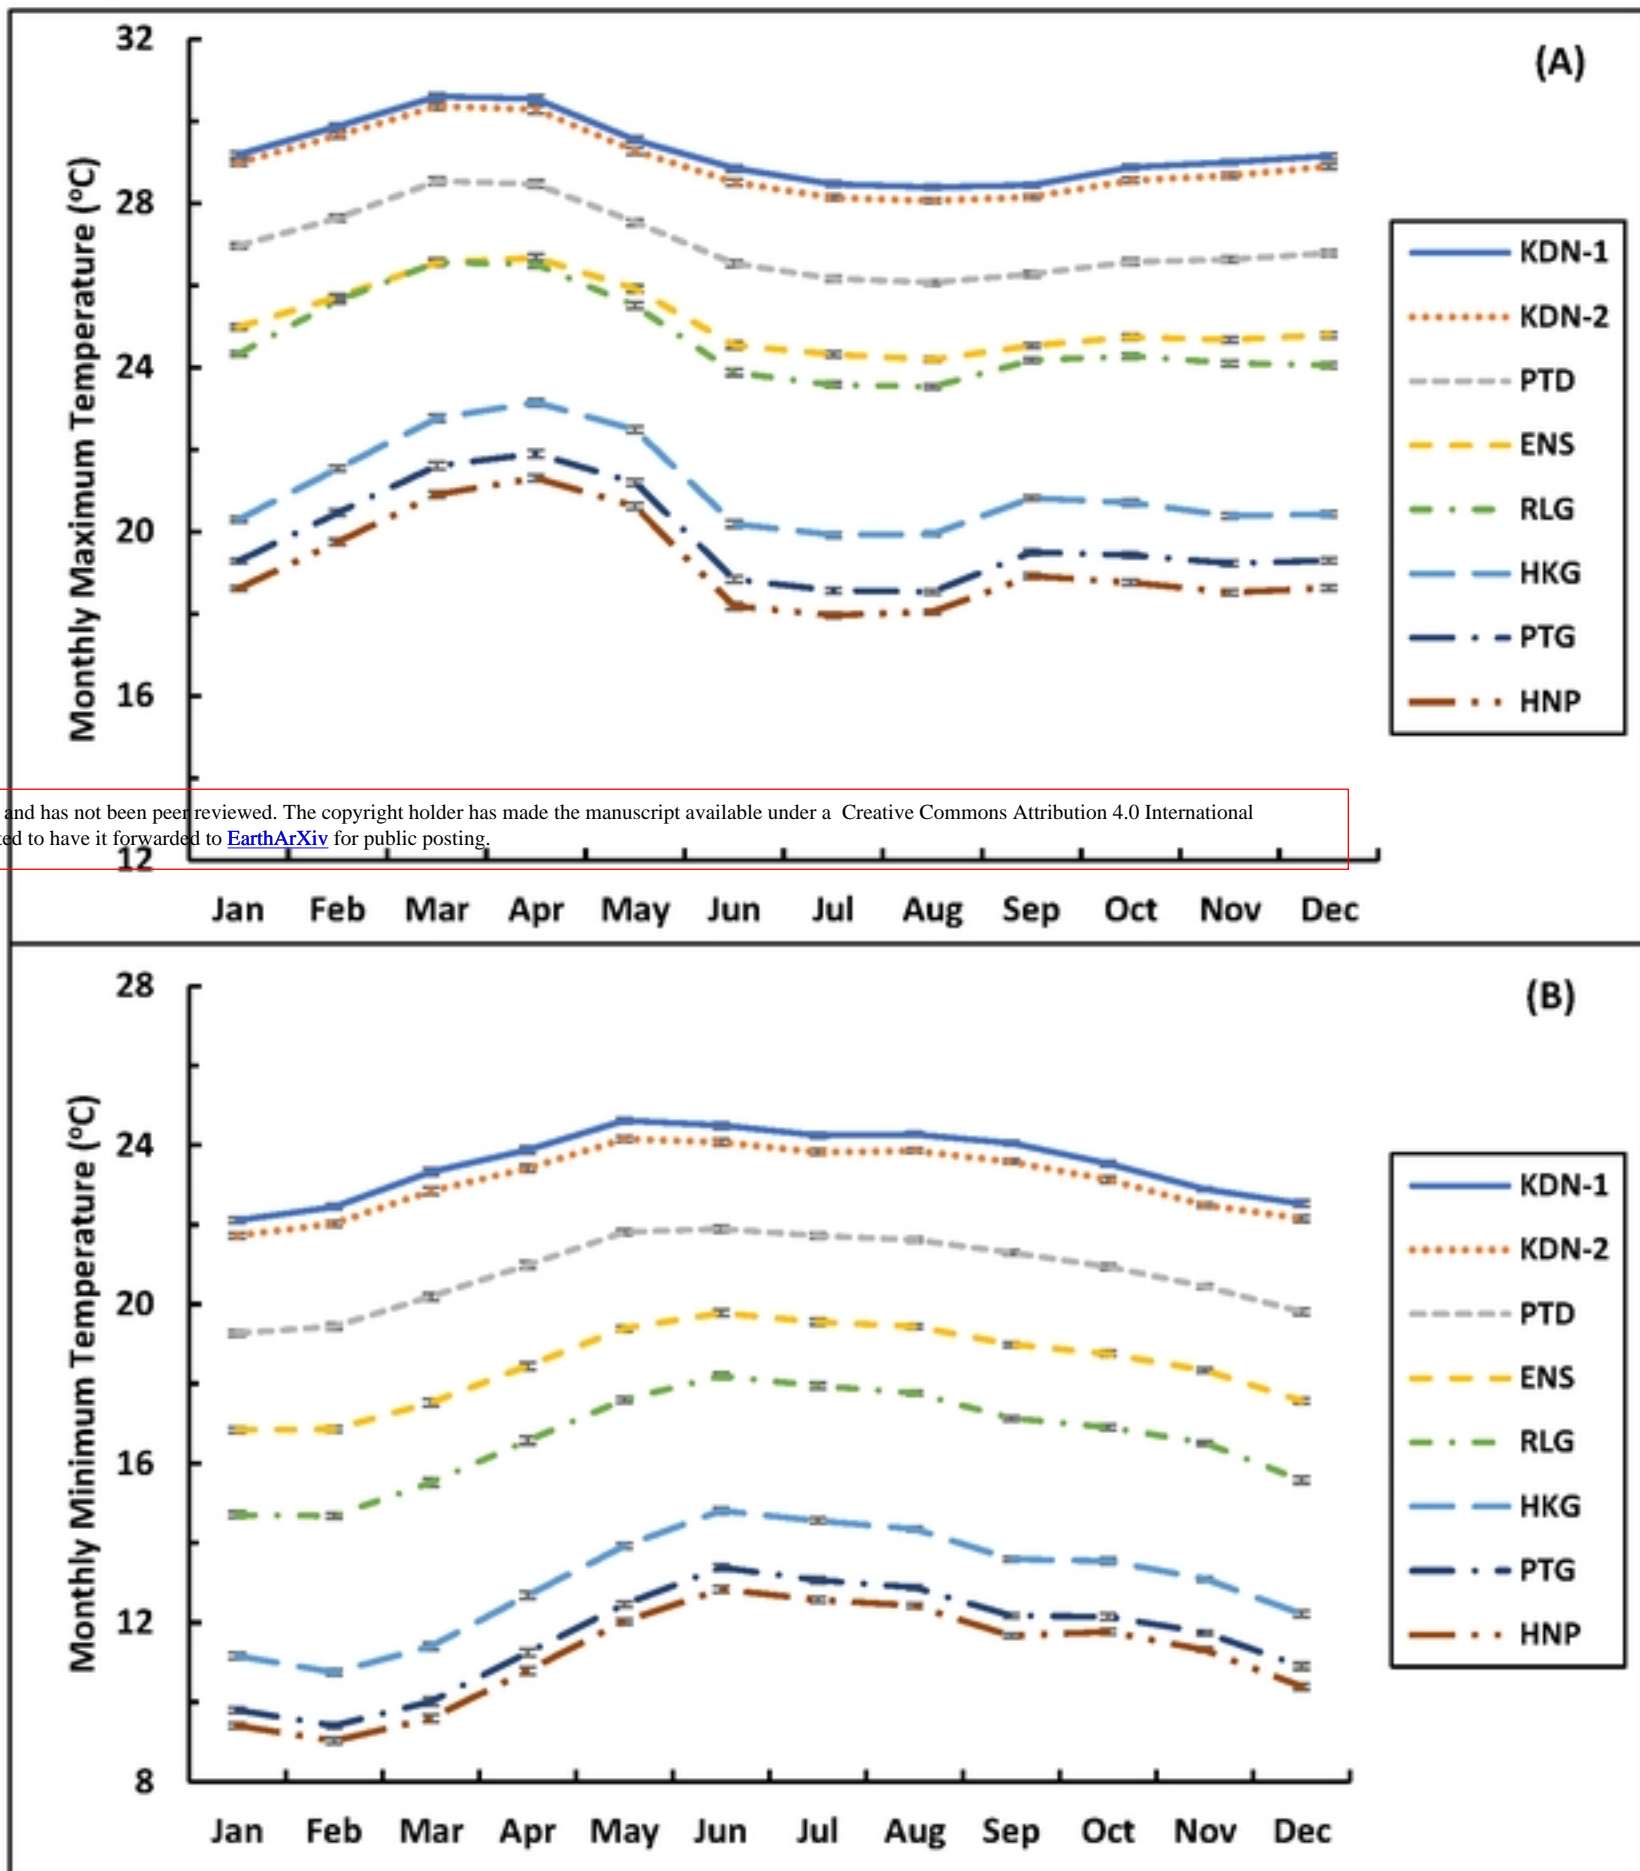 (A)
Monthly Maximum Temperature (ºC)
32
28
24
20
16
12
KDN-1
KDN-2
PTD
ENS
RLG
HKG
PTG
HNP
and has not been peer reviewed. The copyright holder has made the manuscript available under a Creative Commons Attribution 4.0 International
ted to have it forwarded to EarthArXiv for public posting.
Jan Feb Mar Apr May Jun Jul Aug Sep Oct Nov Dec
(B)
Monthly Minimum Temperature (ºC)
28
24
20
16
12
8
KDN-1
KDN-2
PTD
ENS
RLG
HKG
PTG
HNP
Jan Feb Mar Apr May Jun Jul Aug Sep Oct Nov Dec